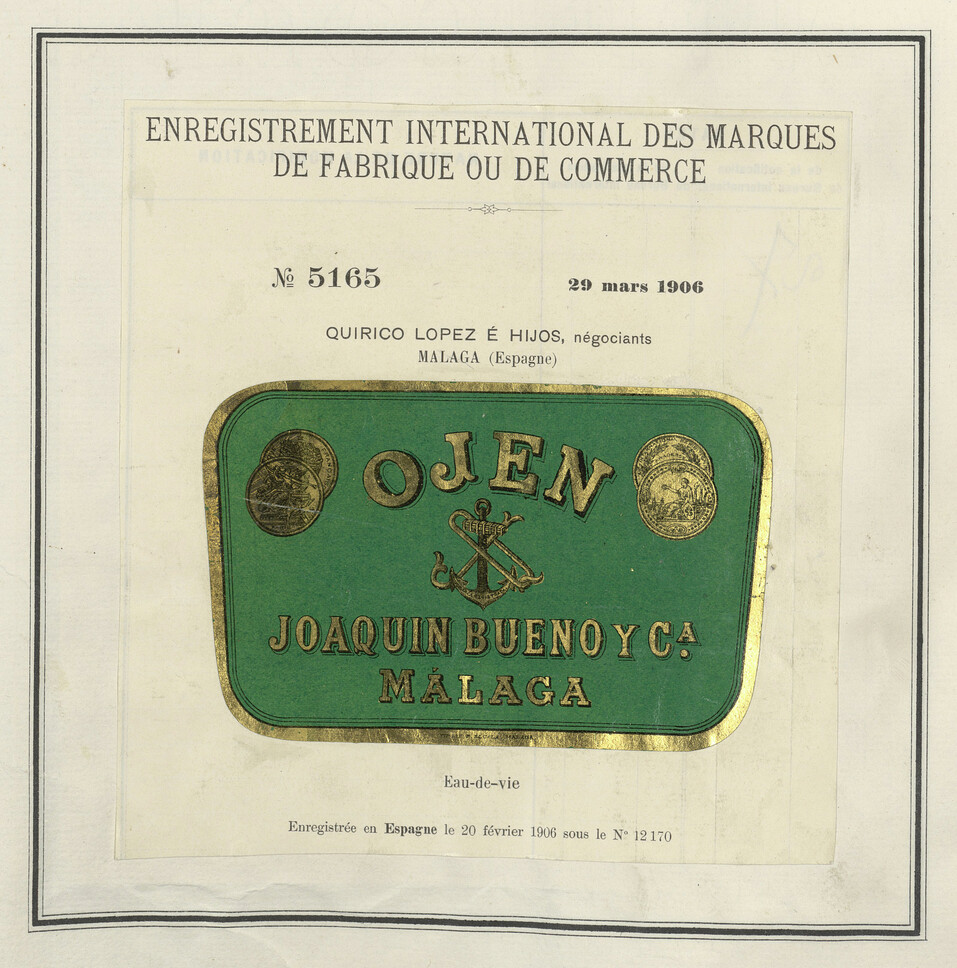 ENREGISTREMENT INTERNATIONAL DES MARQUES
DE FABRIQUE OU DE COMMERCE
№ 5165
29 mars 1906
QUIRICO LOPEZ É HIJOS, négociants
MALAGA (Espagne)
OJEN
JOAQUIN BUENO Y Cª
MÁLAGA
Eau-de-vie
Enregistrée en Espagne le 20 février 1906 sous le Nº 12170